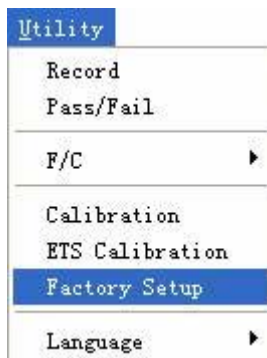 Utility
Record
Pass/Fail
F/C
Calibration
ETS Calibration
Factory Setup
Language